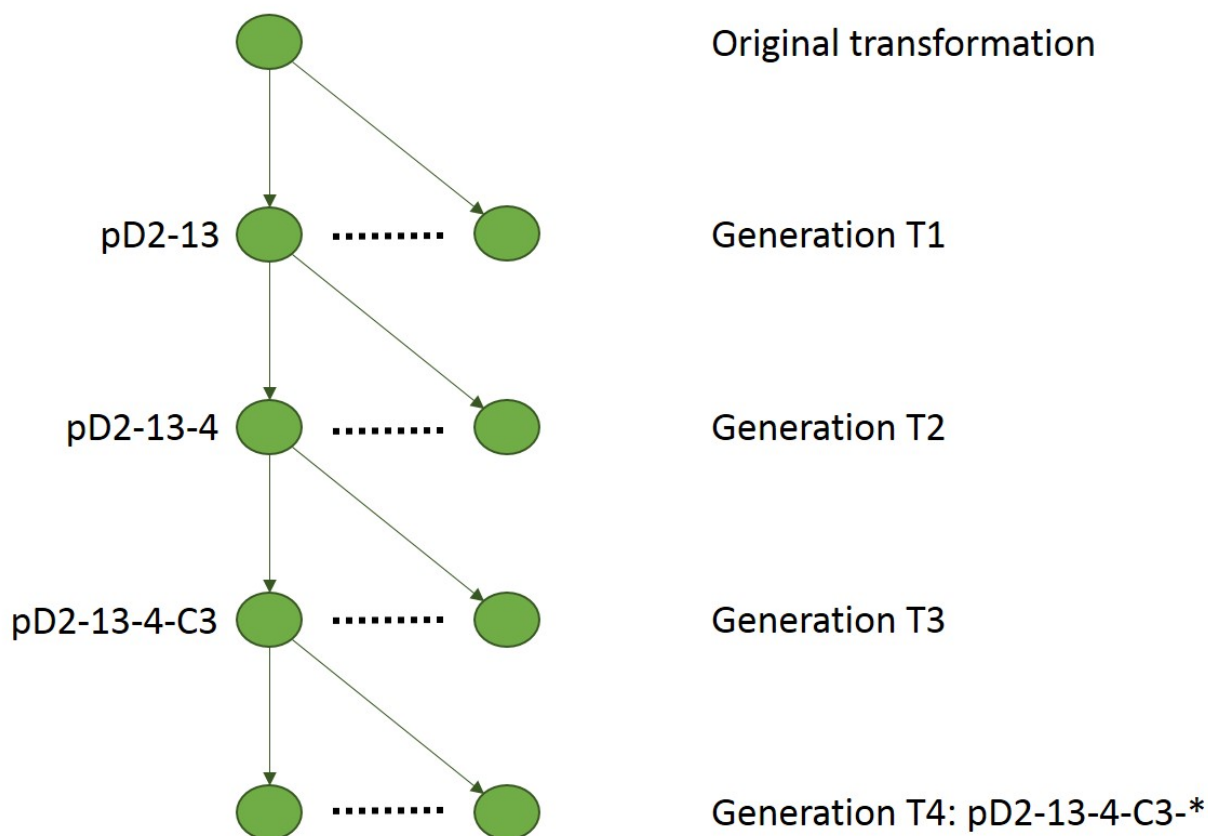 Original transformation
pD2-13 Generation T1
pD2-13-4 Generation T2
pD2-13-4-C3 Generation T3
Generation T4: pD2-13-4-C3-*